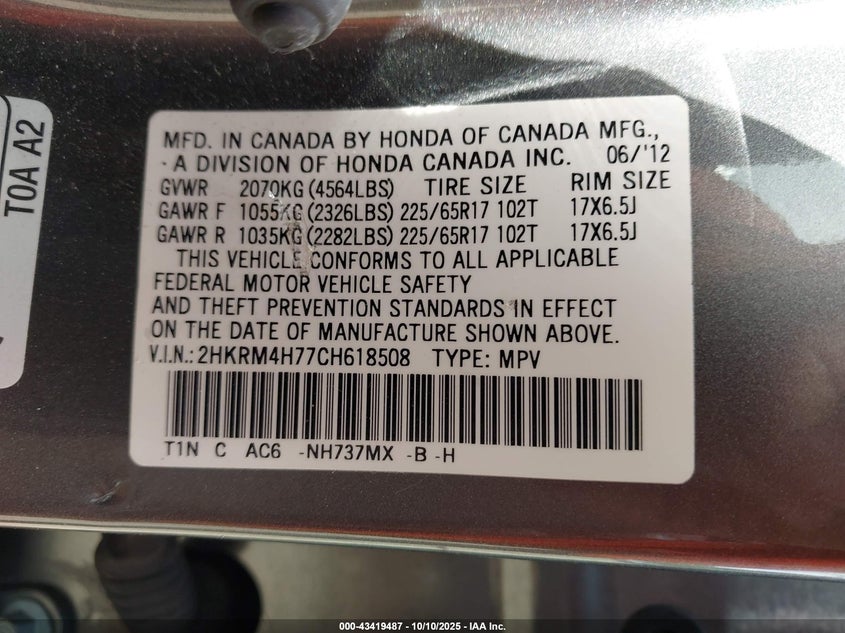 MFD. IN CANADA BY HONDA OF CANADA MFG.,
A DIVISION OF HONDA CANADA INC. 06/'12
GVWR 2070KG (4564LBS) TIRE SIZE RIM SIZE
GAWR F 1055KG (2326LBS) 225/65R17 102T 17X6.5J
GAWR R 1035KG (2282LBS) 225/65R17 102T 17X6.5J
THIS VEHICLE CONFORMS TO ALL APPLICABLE
FEDERAL MOTOR VEHICLE SAFETY
AND THEFT PREVENTION STANDARDS IN EFFECT
ON THE DATE OF MANUFACTURE SHOWN ABOVE.
V.I.N.: 2HKRM4H77CH618508 TYPE: MPV
T1N C AC6 -NH737MX -B -H
T0A A2
000-43419487 - 10/10/2025 - IAA Inc.